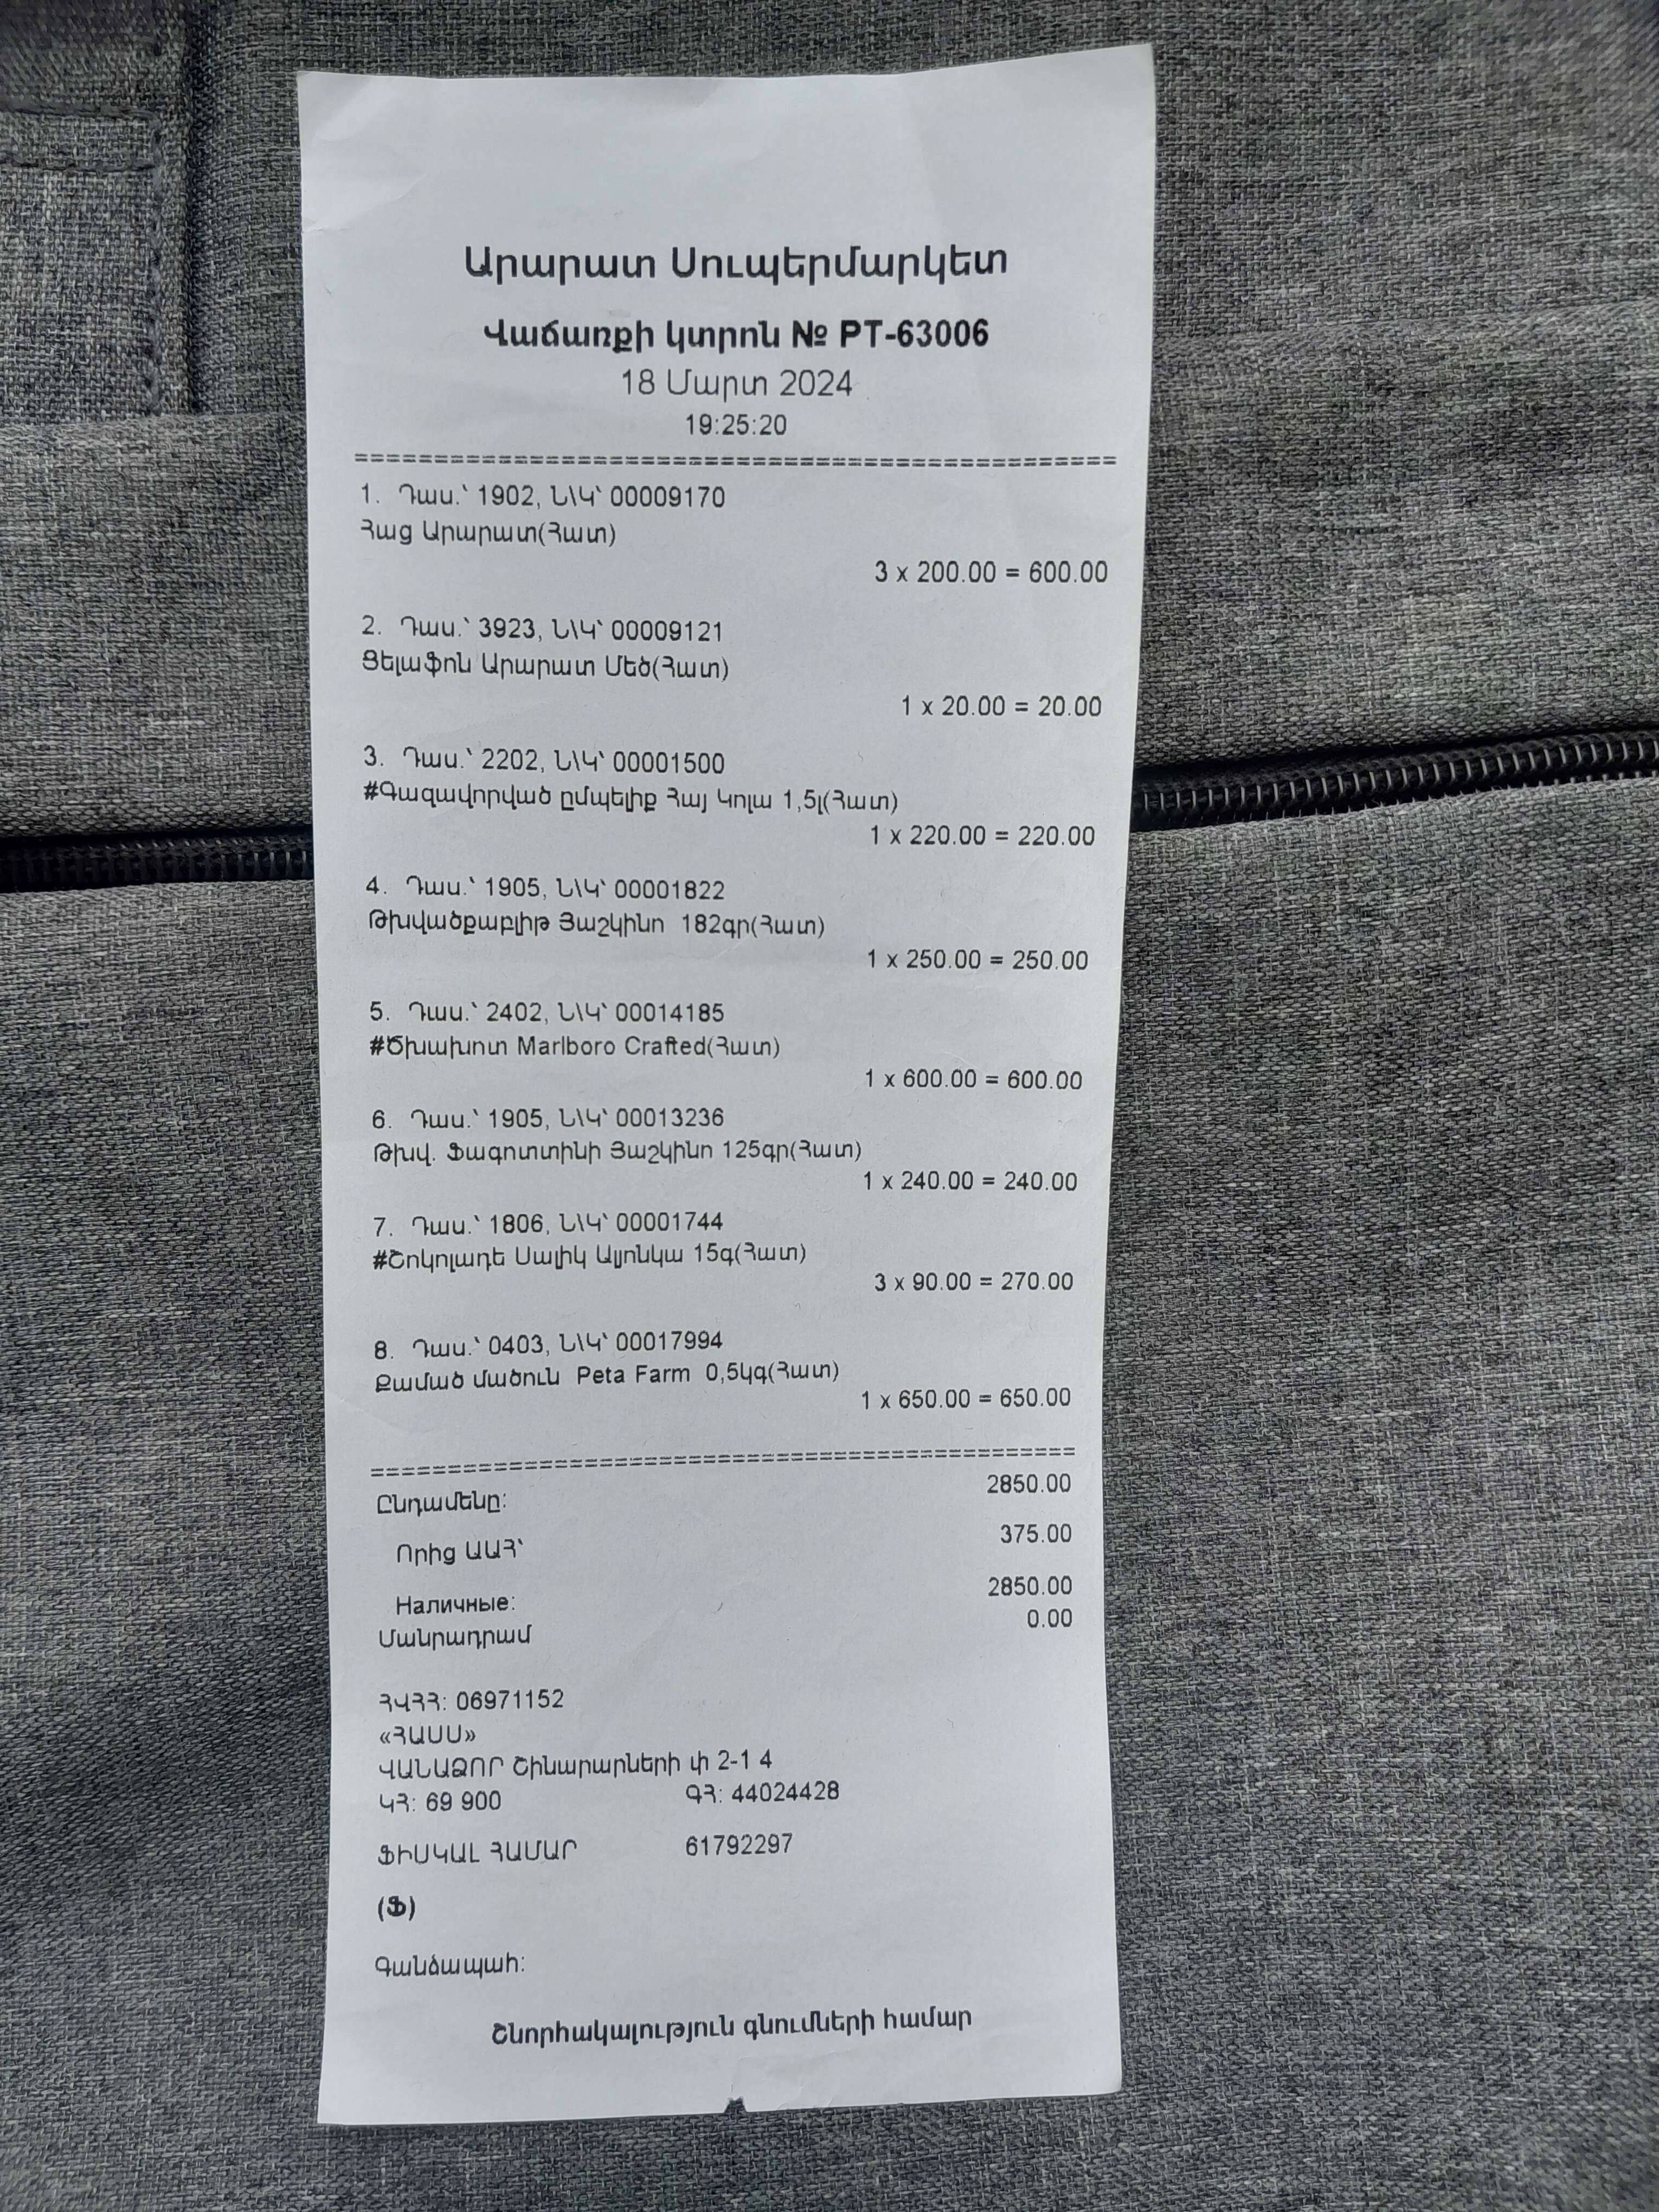 Արարատ Սուպերմարկետ
Վաճառքի կտրոն № PT-63006
18 Մարտ 2024
19:25:20
================================================
1. Դաս.՝ 1902, Ն\Կ՝ 00009170
Հաց Արարատ(Հատ)
3 x 200.00 = 600.00
2. Դաս.՝ 3923, Ն\Կ՝ 00009121
Ցելաֆոն Արարատ Մեծ(Հատ)
1 x 20.00 = 20.00
3. Դաս.՝ 2202, Ն\Կ՝ 00001500
#Գազավորված ըմպելիք Հայ Կոլա 1,5լ(Հատ)
1 x 220.00 = 220.00
4. Դաս.՝ 1905, Ն\Կ՝ 00001822
Թխվածքաբլիթ Յաշկինո 182գր(Հատ)
1 x 250.00 = 250.00
5. Դաս.՝ 2402, Ն\Կ՝ 00014185
#Ծխախոտ Marlboro Crafted(Հատ)
1 x 600.00 = 600.00
6. Դաս.՝ 1905, Ն\Կ՝ 00013236
Թխվ. Ֆագոտտինի Յաշկինո 125գր(Հատ)
1 x 240.00 = 240.00
7. Դաս.՝ 1806, Ն\Կ՝ 00001744
#Շոկոլադե Սալիկ Ալյոնկա 15գ(Հատ)
3 x 90.00 = 270.00
8. Դաս.՝ 0403, Ն\Կ՝ 00017994
Քամած մածուն Peta Farm 0,5կգ(Հատ)
1 x 650.00 = 650.00
================================================
Ընդամենը: 2850.00
Որից ԱԱՀ՝ 375.00
Наличные: 2850.00
Մանրադրամ 0.00
ՀՎՀՀ: 06971152
«ՀԱՍՍ»
ՎԱՆԱՁՈՐ Շինարարների փ 2-1 4
ԿՀ: 69 900 ԳՀ: 44024428
ՖԻՍԿԱԼ ՀԱՄԱՐ 61792297
(Ֆ)
Գանձապահ:
Շնորհակալություն գնումների համար